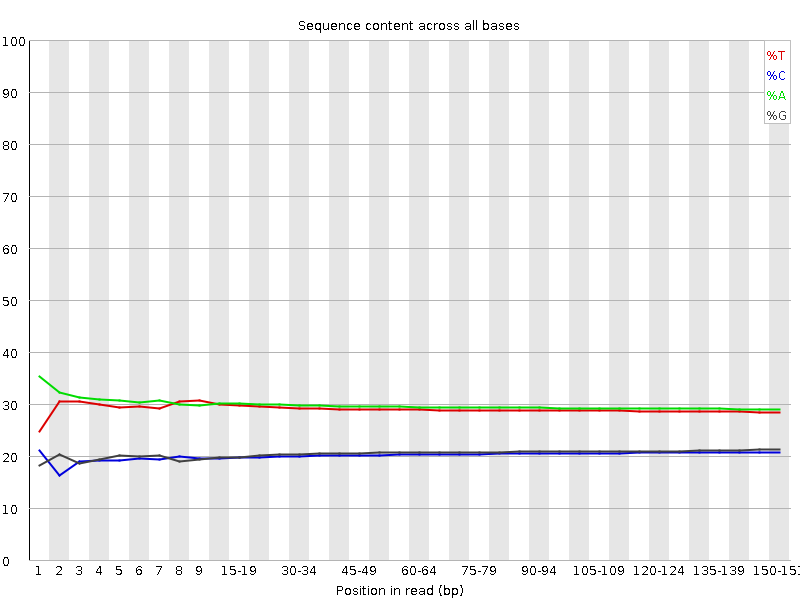 Sequence content across all bases
100
90
80
70
60
50
40
30
20
10
0
%T
%C
%A
%G
1 2 3 4 5 6 7 8 9 15-19 30-34 45-49 60-64 75-79 90-94 105-109 120-124 135-139 150-151
Position in read (bp)